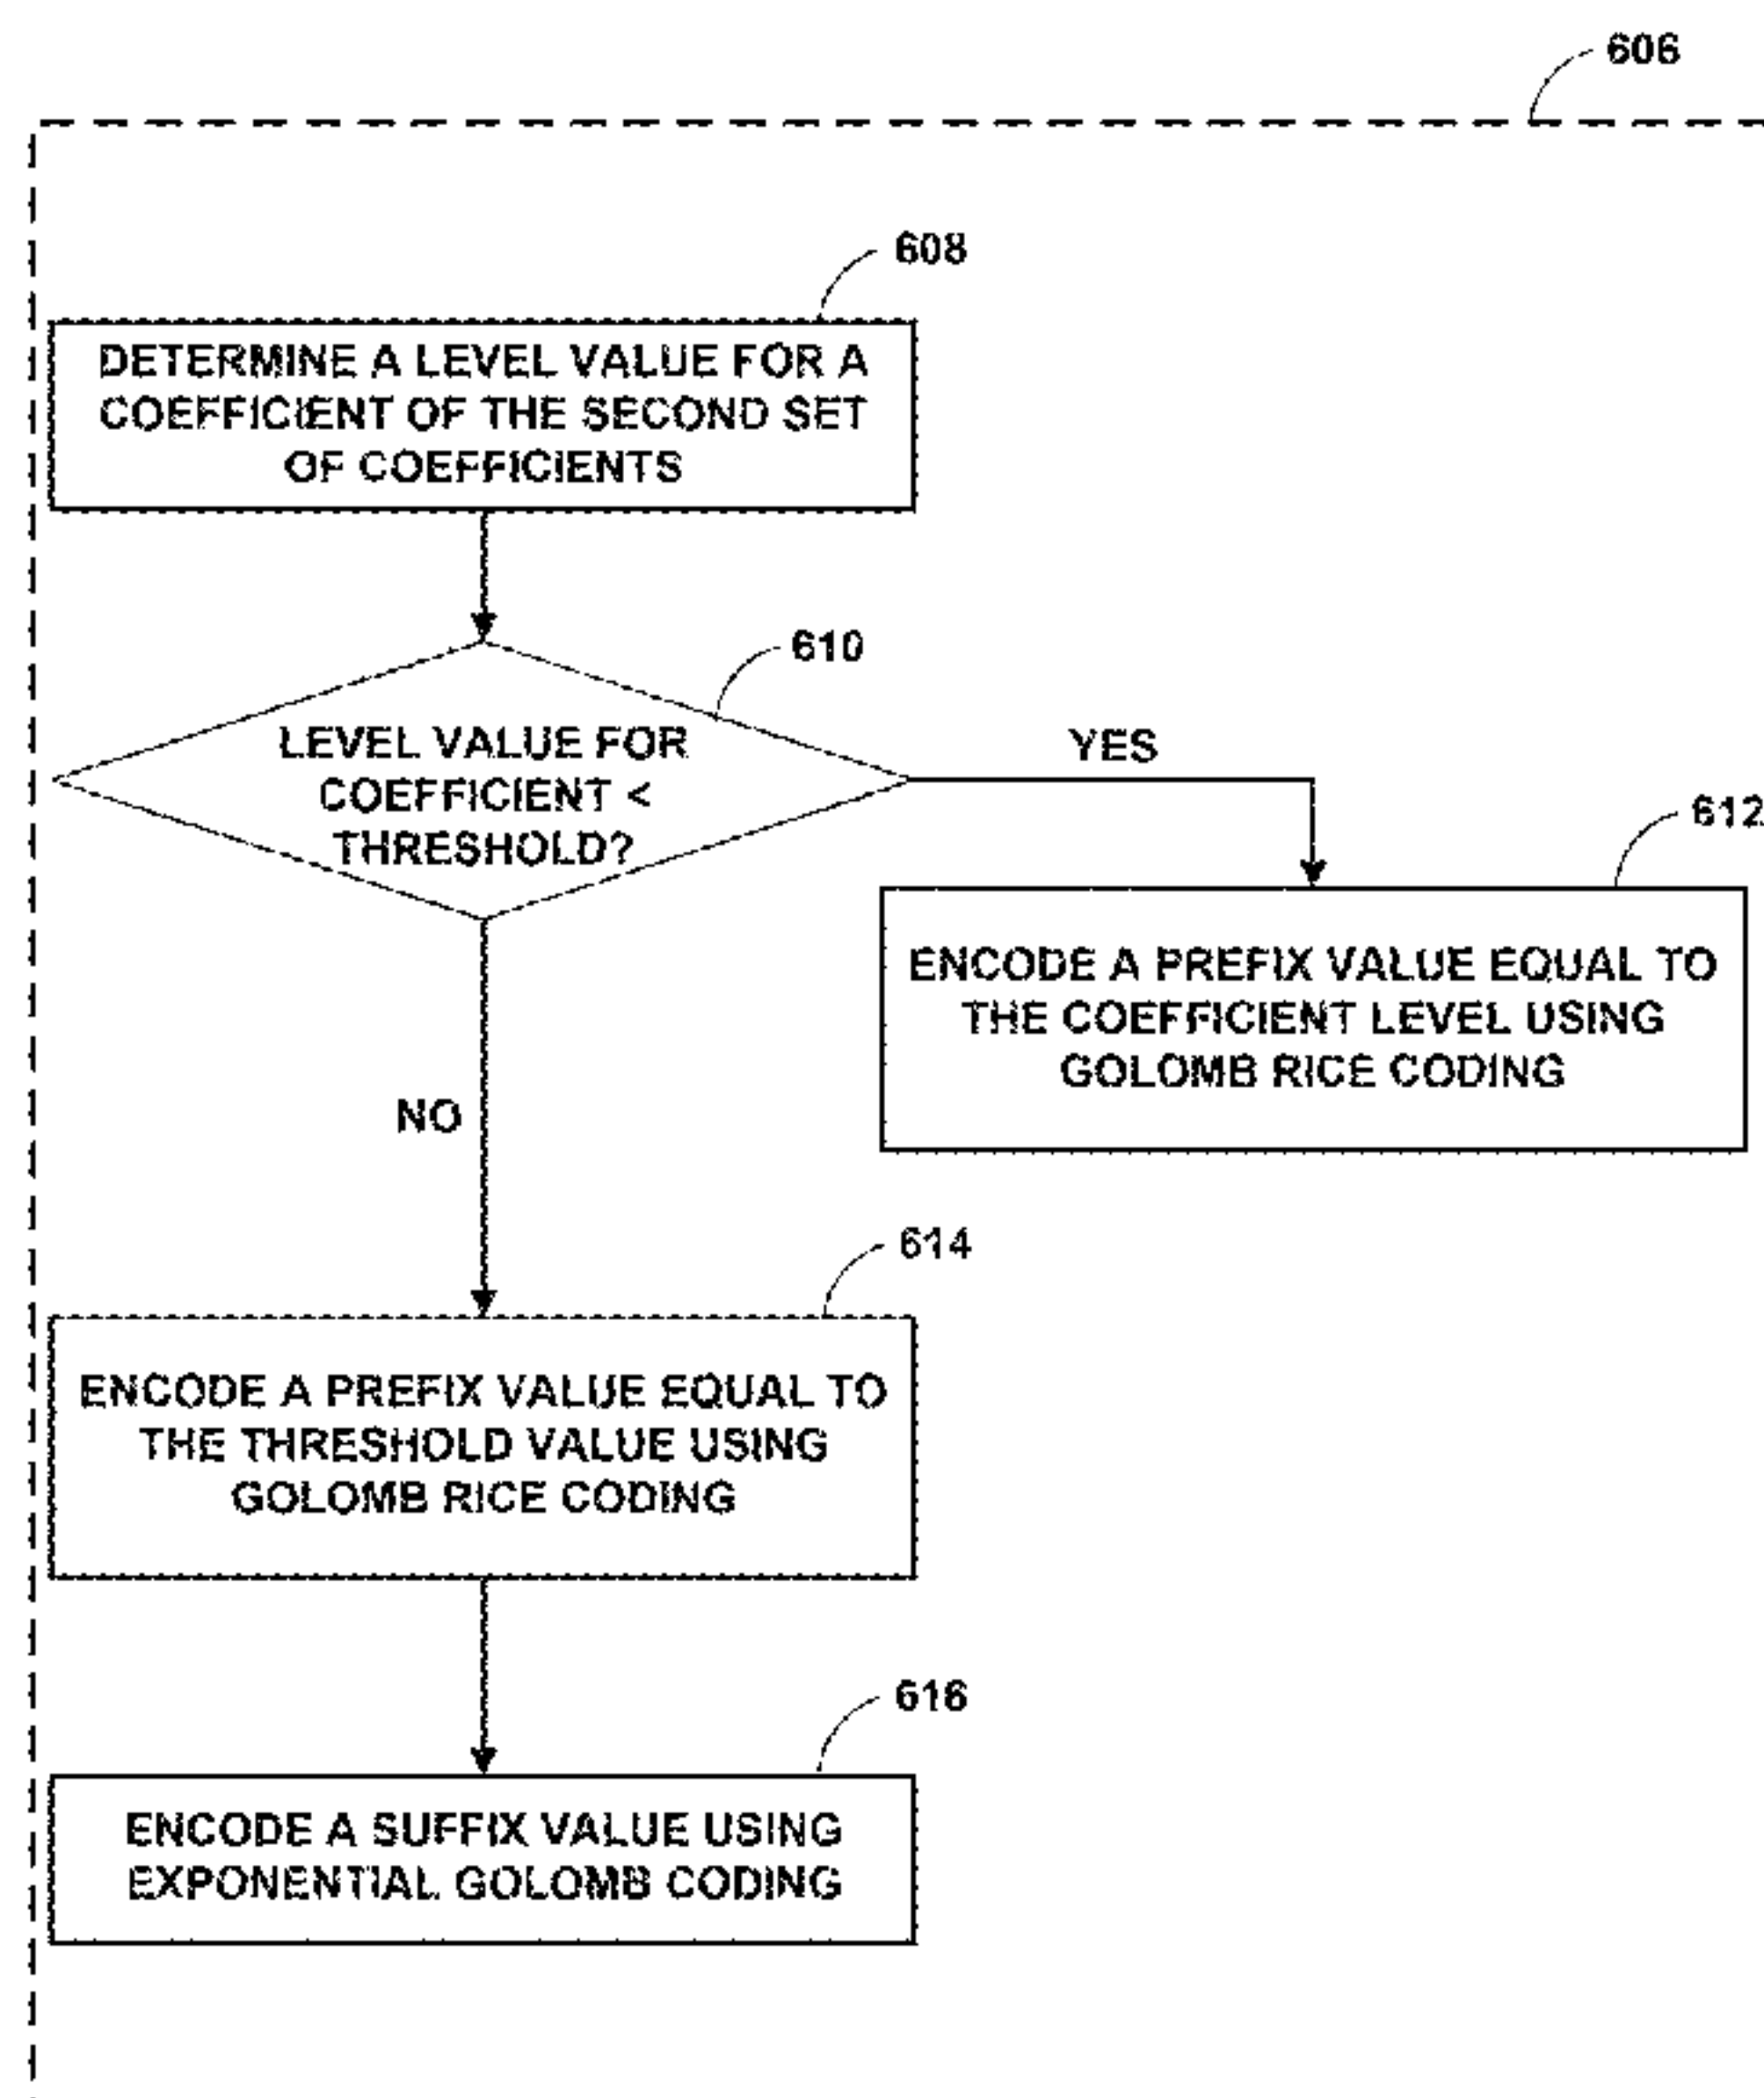 606
608
DETERMINE A LEVEL VALUE FOR A
COEFFICIENT OF THE SECOND SET
OF COEFFICIENTS
610
LEVEL VALUE FOR
COEFFICIENT <
THRESHOLD?
YES
612
ENCODE A PREFIX VALUE EQUAL TO
THE COEFFICIENT LEVEL USING
GOLOMB RICE CODING
NO
614
ENCODE A PREFIX VALUE EQUAL TO
THE THRESHOLD VALUE USING
GOLOMB RICE CODING
616
ENCODE A SUFFIX VALUE USING
EXPONENTIAL GOLOMB CODING